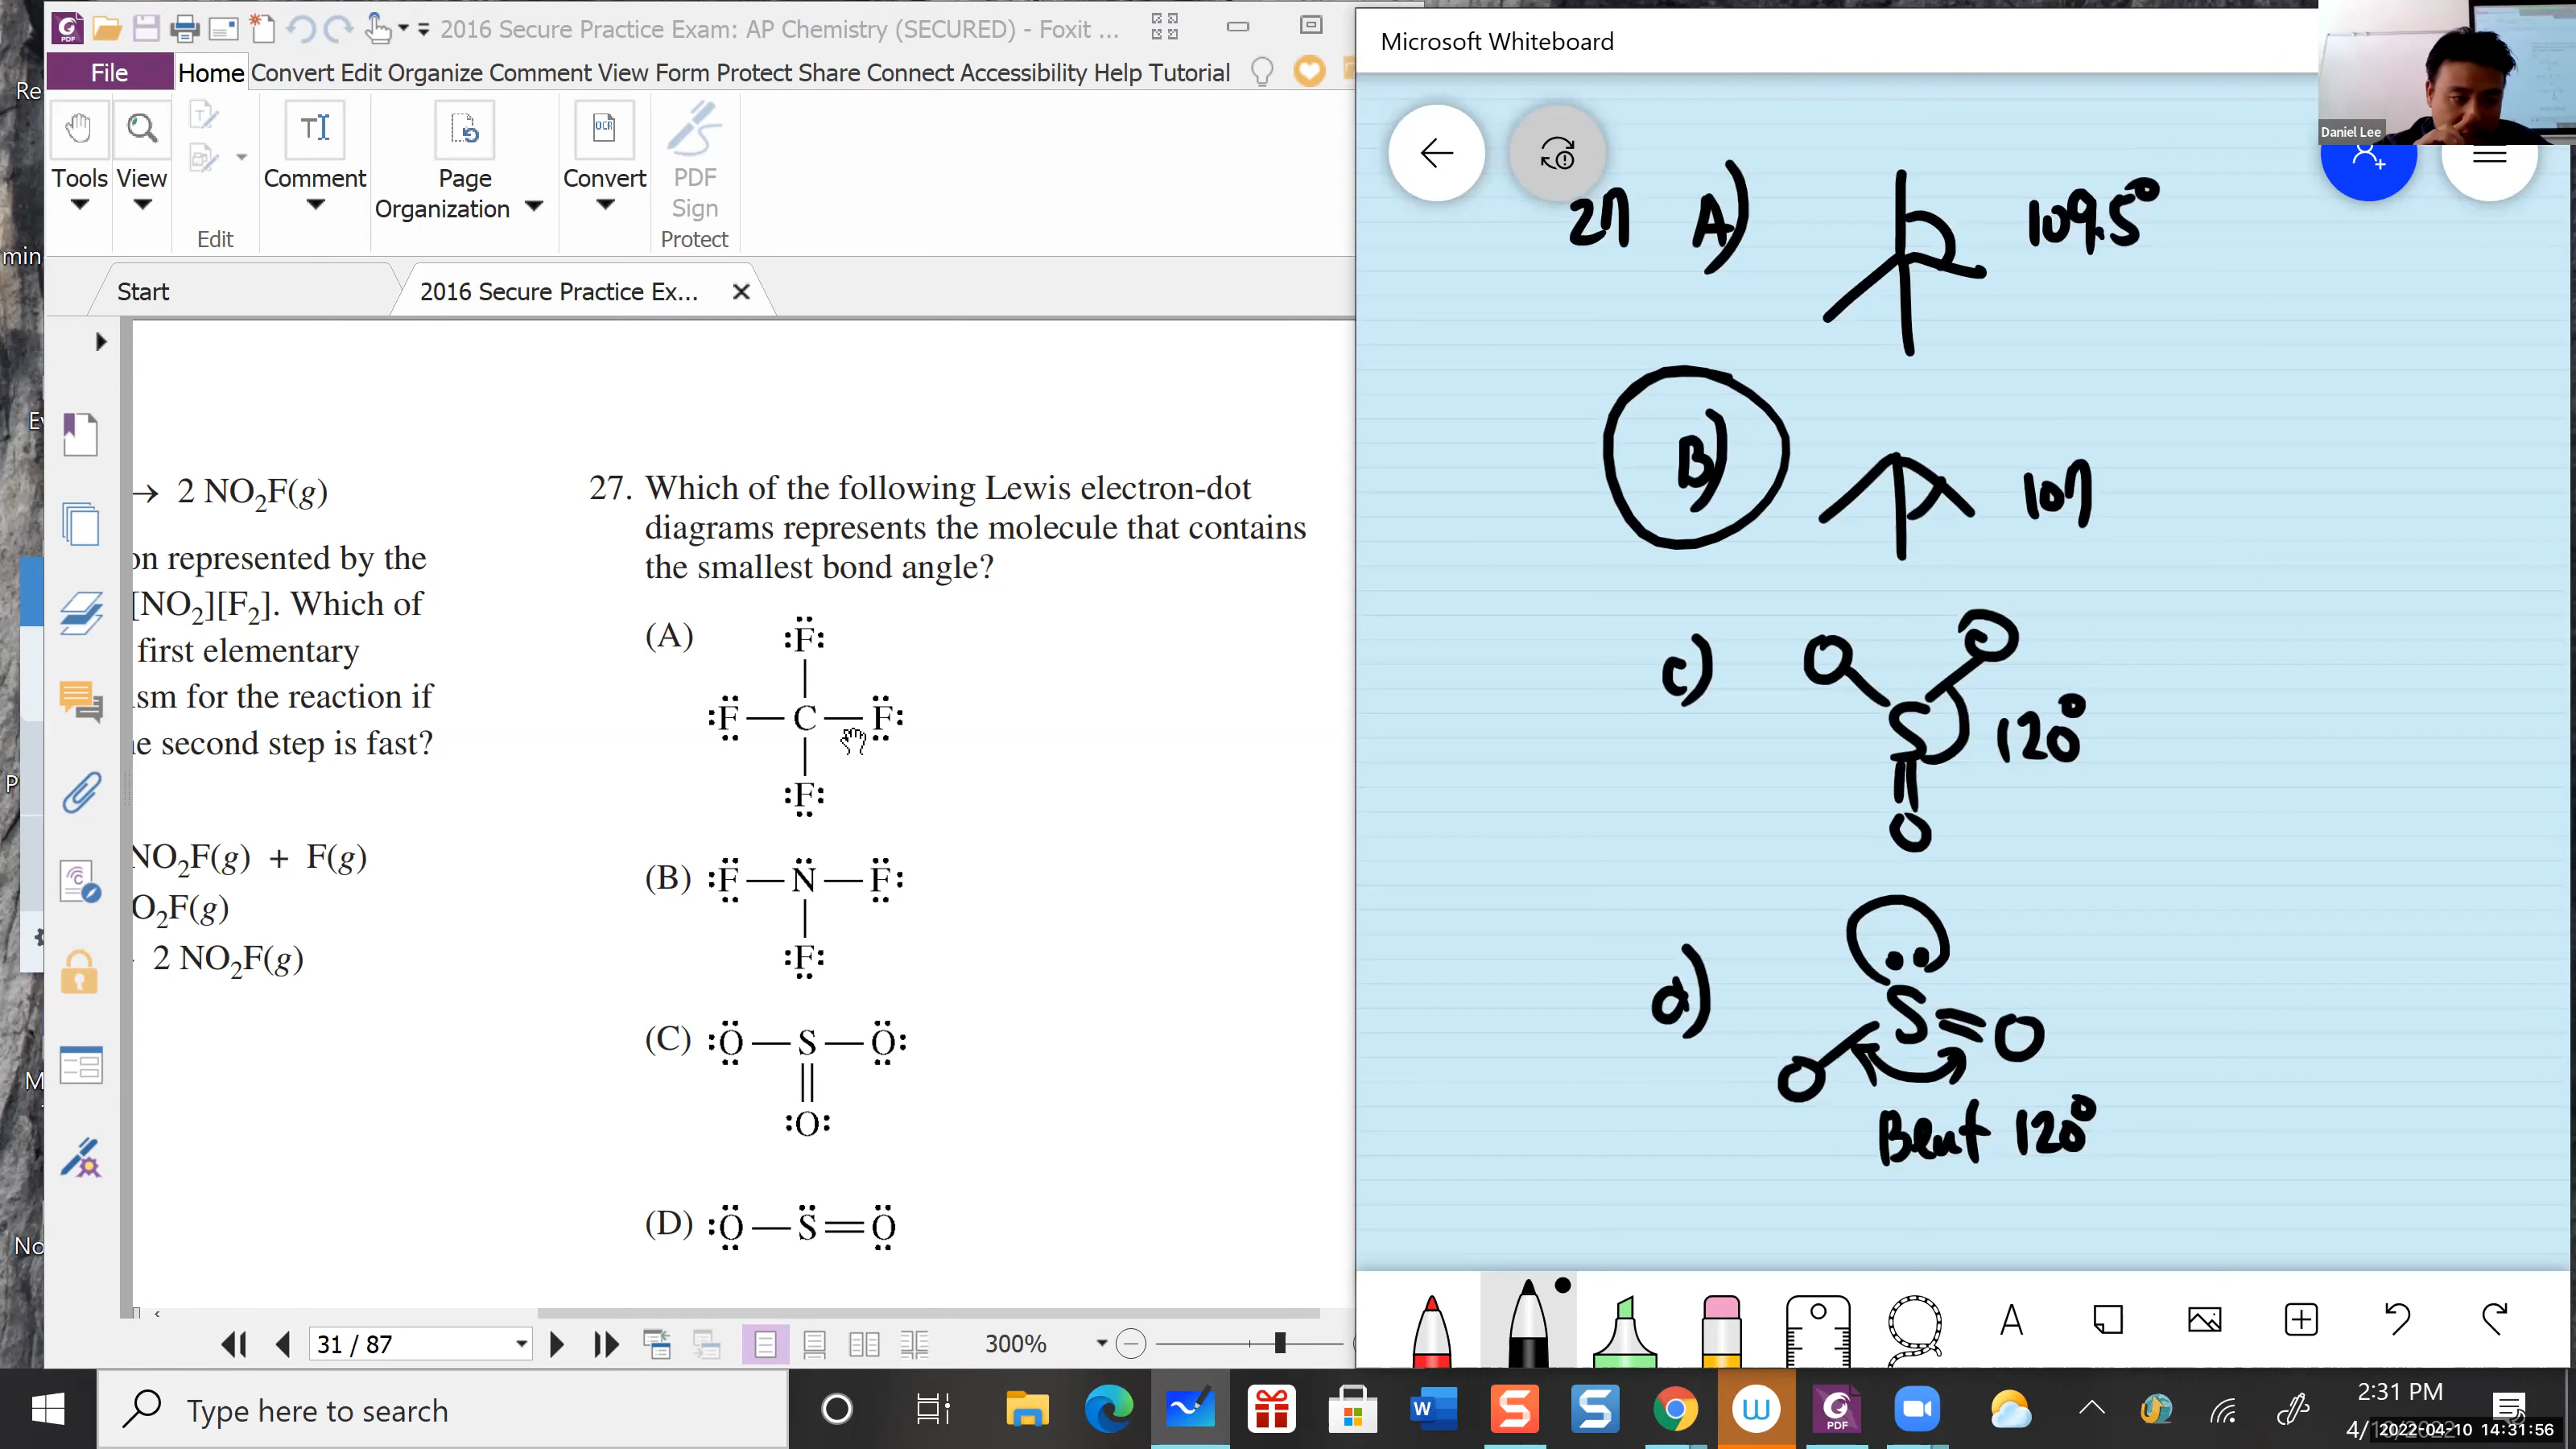 2016 Secure Practice Exam: AP Chemistry (SECURED) - Foxit ...
File Home Convert Edit Organize Comment View Form Protect Share Connect Accessibility Help Tutorial
Tools View Edit Comment Page Organization Convert PDF Sign Protect
Start
2016 Secure Practice Ex...
→ 2 NO₂F(g)
on represented by the
[NO₂][F₂]. Which of
first elementary
ism for the reaction if
e second step is fast?
NO₂F(g) + F(g)
O₂F(g)
2 NO₂F(g)
27. Which of the following Lewis electron-dot
diagrams represents the molecule that contains
the smallest bond angle?
(A)
F
F — C — F
F
(B) F — N — F
F
(C) O — S — O
O
(D) O — S = O
31 / 87
300%
Microsoft Whiteboard
Daniel Lee
27 A) 109.5°
B) 107
c) O O
S 120°
O
d) S=O
O
Bent 120°
Type here to search
2:31 PM
2022-04-10 14:31:56